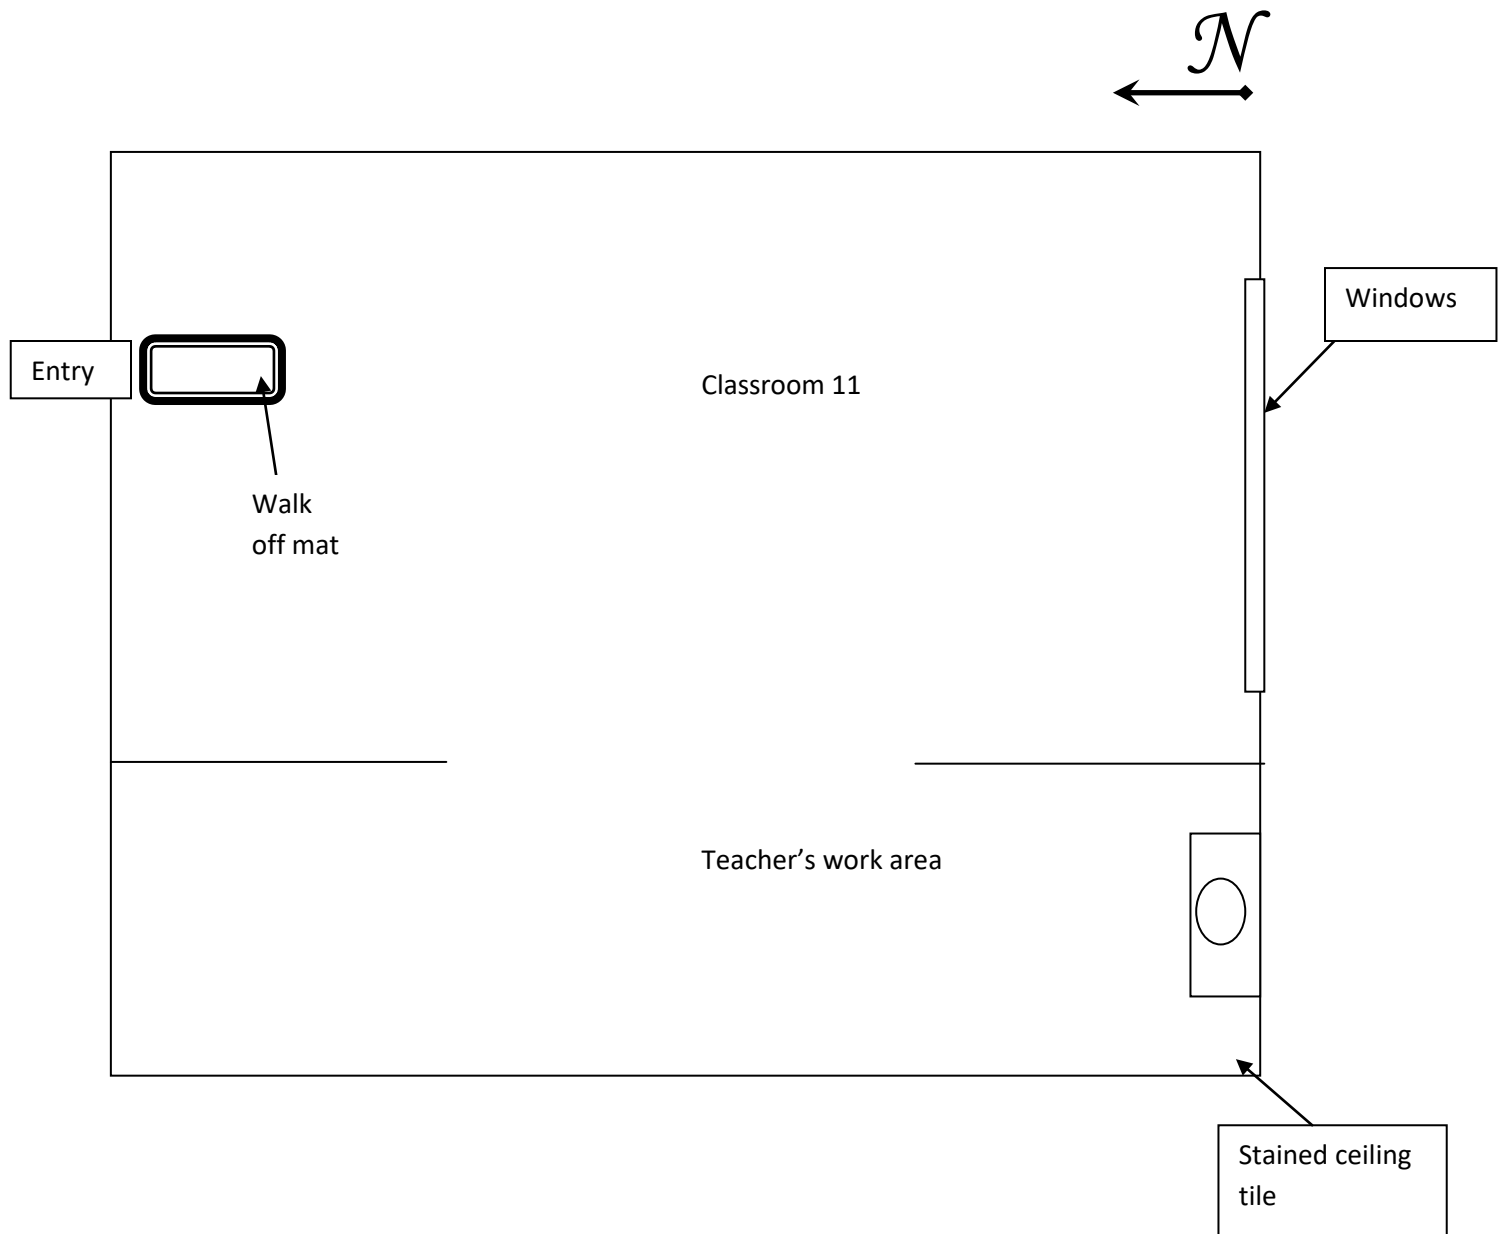 N
Windows
Entry
Classroom 11
Walk
off mat
Teacher’s work area
Stained ceiling
tile